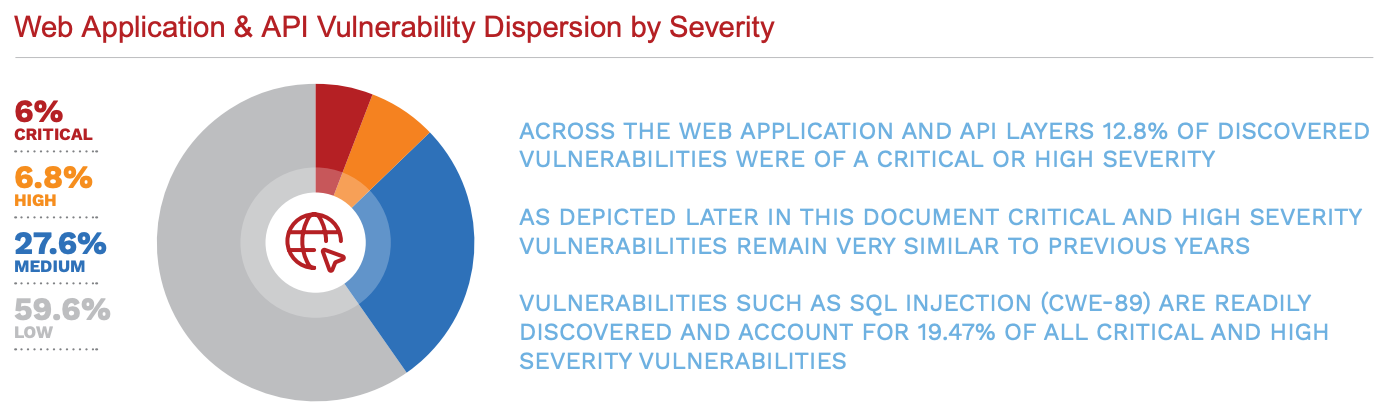 Web Application & API Vulnerability Dispersion by Severity
6%
CRITICAL
6.8%
HIGH
27.6%
MEDIUM
59.6%
LOW
ACROSS THE WEB APPLICATION AND API LAYERS 12.8% OF DISCOVERED
VULNERABILITIES WERE OF A CRITICAL OR HIGH SEVERITY
AS DEPICTED LATER IN THIS DOCUMENT CRITICAL AND HIGH SEVERITY
VULNERABILITIES REMAIN VERY SIMILAR TO PREVIOUS YEARS
VULNERABILITIES SUCH AS SQL INJECTION (CWE-89) ARE READILY
DISCOVERED AND ACCOUNT FOR 19.47% OF ALL CRITICAL AND HIGH
SEVERITY VULNERABILITIES